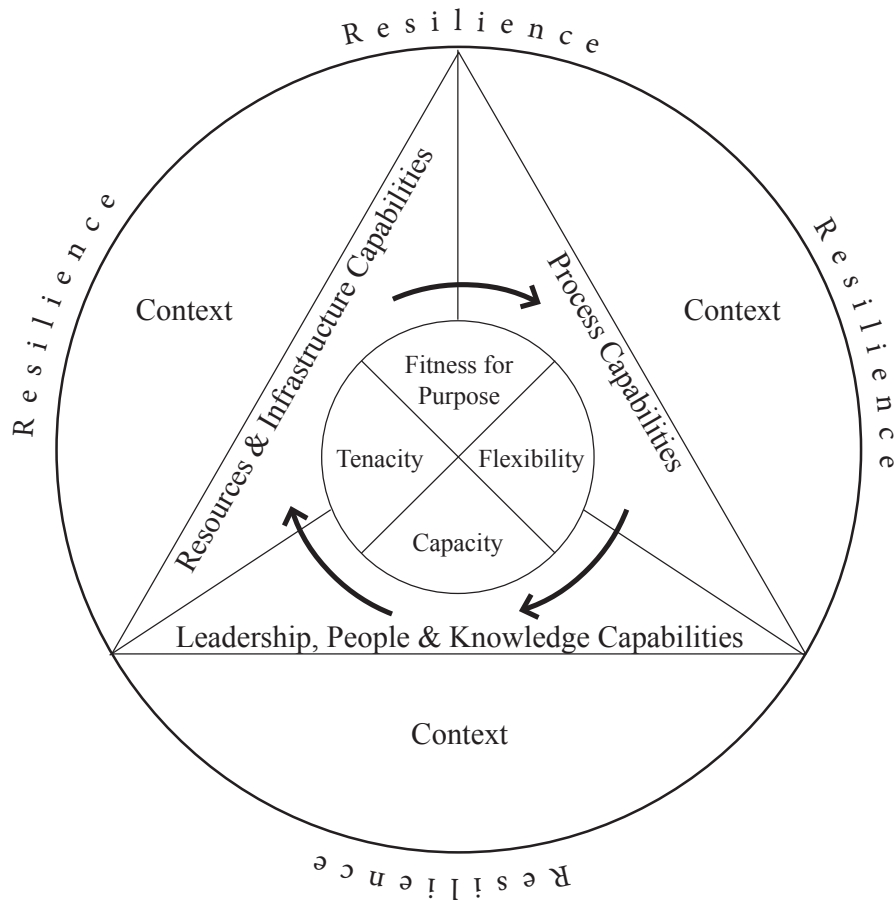 Resilience
Resilience
Resilience
Resources & Infrastructure Capabilities
Process Capabilities
Context
Context
Fitness for
Purpose
Tenacity
Flexibility
Capacity
Leadership, People & Knowledge Capabilities
Context
Resilience